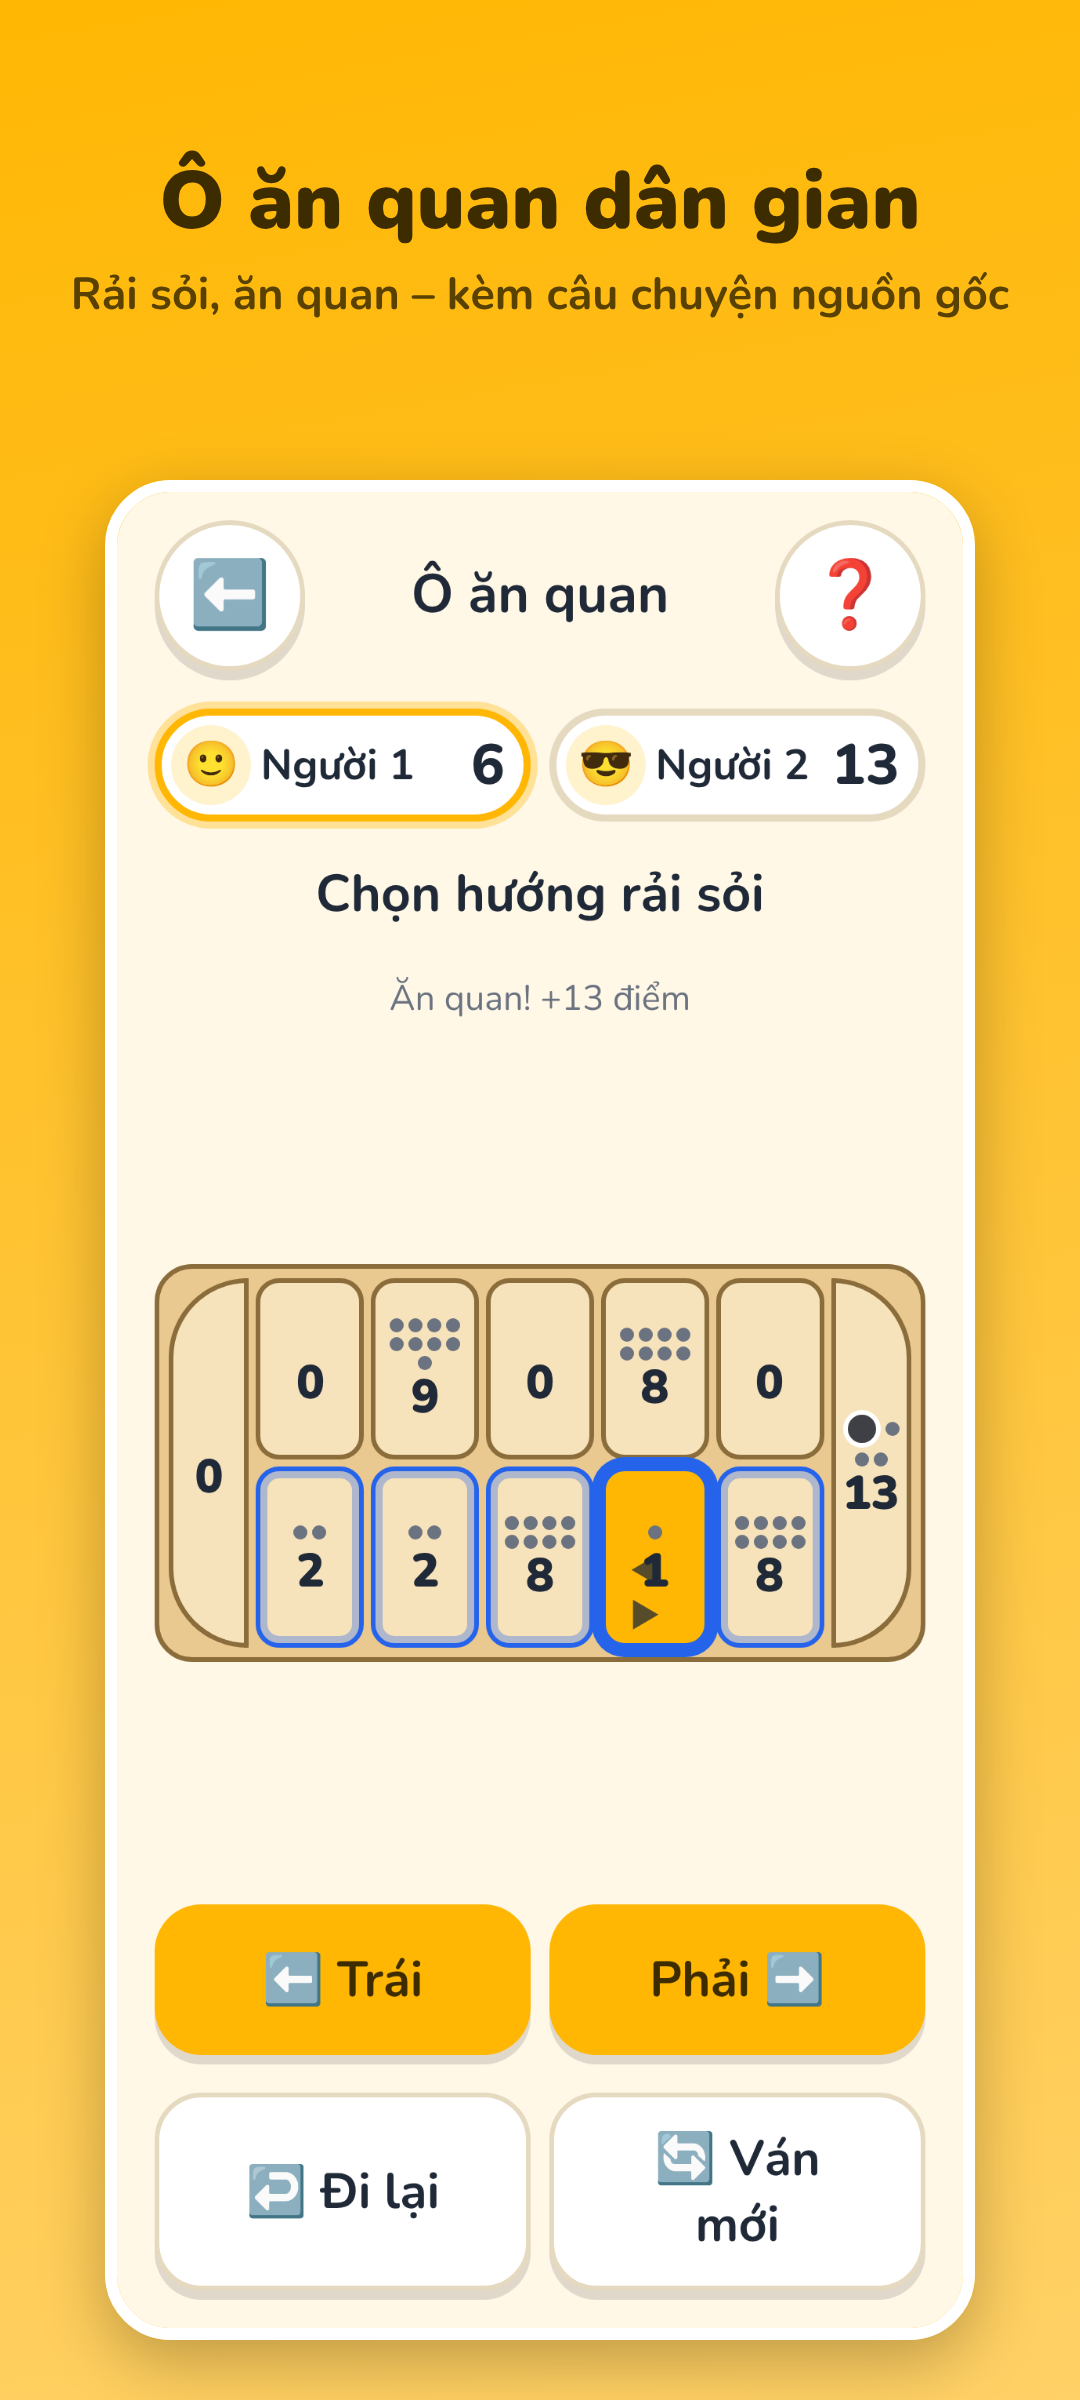 Ô ăn quan dân gian
Rải sỏi, ăn quan – kèm câu chuyện nguồn gốc
Ô ăn quan
Người 1 6
Người 2 13
Chọn hướng rải sỏi
Ăn quan! +13 điểm
0 9 0 8 0
0
13
2 2 8 1 8
Trái
Phải
Đi lại
Ván
mới